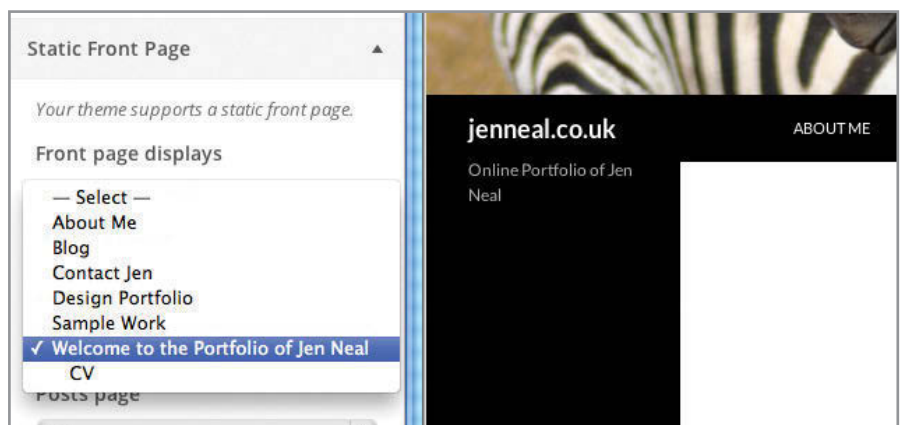 Static Front Page
Your theme supports a static front page.
Front page displays
— Select —
About Me
Blog
Contact Jen
Design Portfolio
Sample Work
✓ Welcome to the Portfolio of Jen Neal
CV
Posts page
jenneal.co.uk
ABOUT ME
Online Portfolio of Jen
Neal